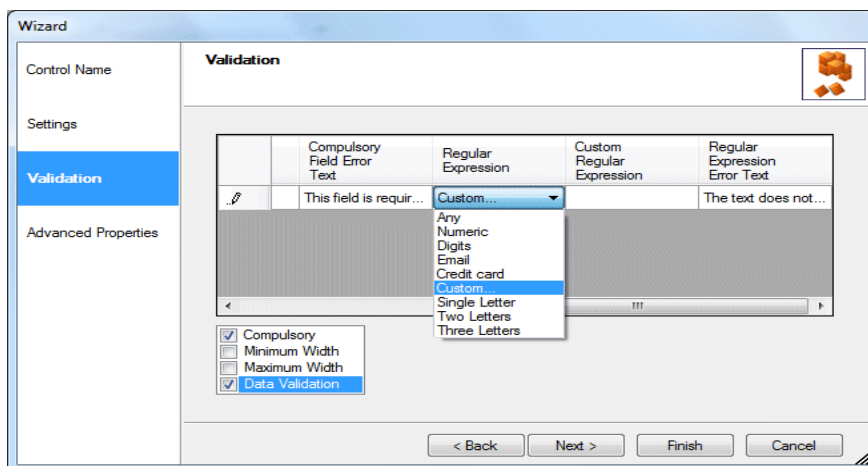 Wizard
Control Name
Settings
Validation
Advanced Properties
Validation
Compulsory
Field Error
Text
Regular
Expression
Custom
Regular
Expression
Regular
Expression
Error Text
This field is requir...
Custom...
The text does not...
Any
Numeric
Digits
Email
Credit card
Custom...
Single Letter
Two Letters
Three Letters
Compulsory
Minimum Width
Maximum Width
Data Validation
< Back
Next >
Finish
Cancel